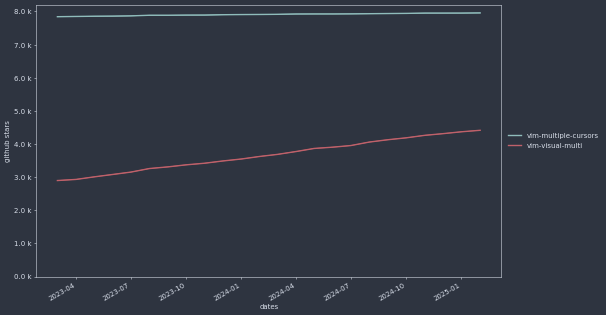 8.0 k
7.0 k
6.0 k
5.0 k
4.0 k
3.0 k
2.0 k
1.0 k
0.0 k
github stars
2023-04
2023-07
2023-10
2024-01
2024-04
2024-07
2024-10
2025-01
dates
vim-multiple-cursors
vim-visual-multi